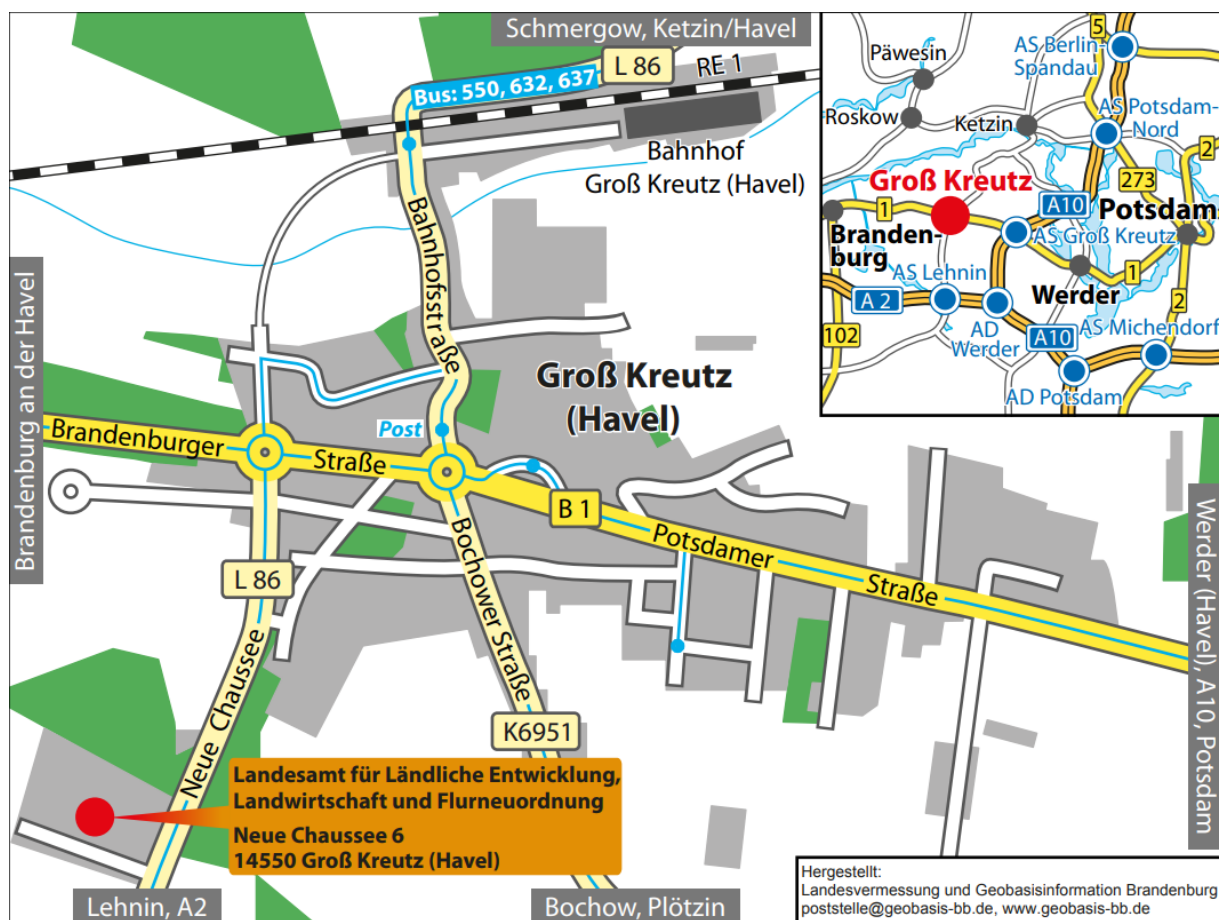 Schmergow, Ketzin/Havel
L 86
RE 1
Bus: 550, 632, 637
Bahnhof
Groß Kreutz (Havel)
Bahnhofsstraße
Brandenburg an der Havel
Groß Kreutz
(Havel)
Post
Brandenburger
Straße
B 1
Potsdamer
Straße
L 86
Neue Chaussee
Bochower Straße
K6951
Werder (Havel), A10, Potsdam
Landesamt für Ländliche Entwicklung,
Landwirtschaft und Flurneuordnung
Neue Chaussee 6
14550 Groß Kreutz (Havel)
Lehnin, A2
Bochow, Plötzin
Hergestellt:
Landesvermessung und Geobasisinformation Brandenburg
poststelle@geobasis-bb.de, www.geobasis-bb.de
5
AS Berlin-
Spandau
Päwesin
Roskow
Ketzin
AS Potsdam-
Nord
2
273
Groß Kreutz
1
A10
Potsdam
AS Groß Kreutz
Branden-
burg
AS Lehnin
A 2
Werder
1
2
102
AD
Werder
A10
AS Michendorf
AD Potsdam